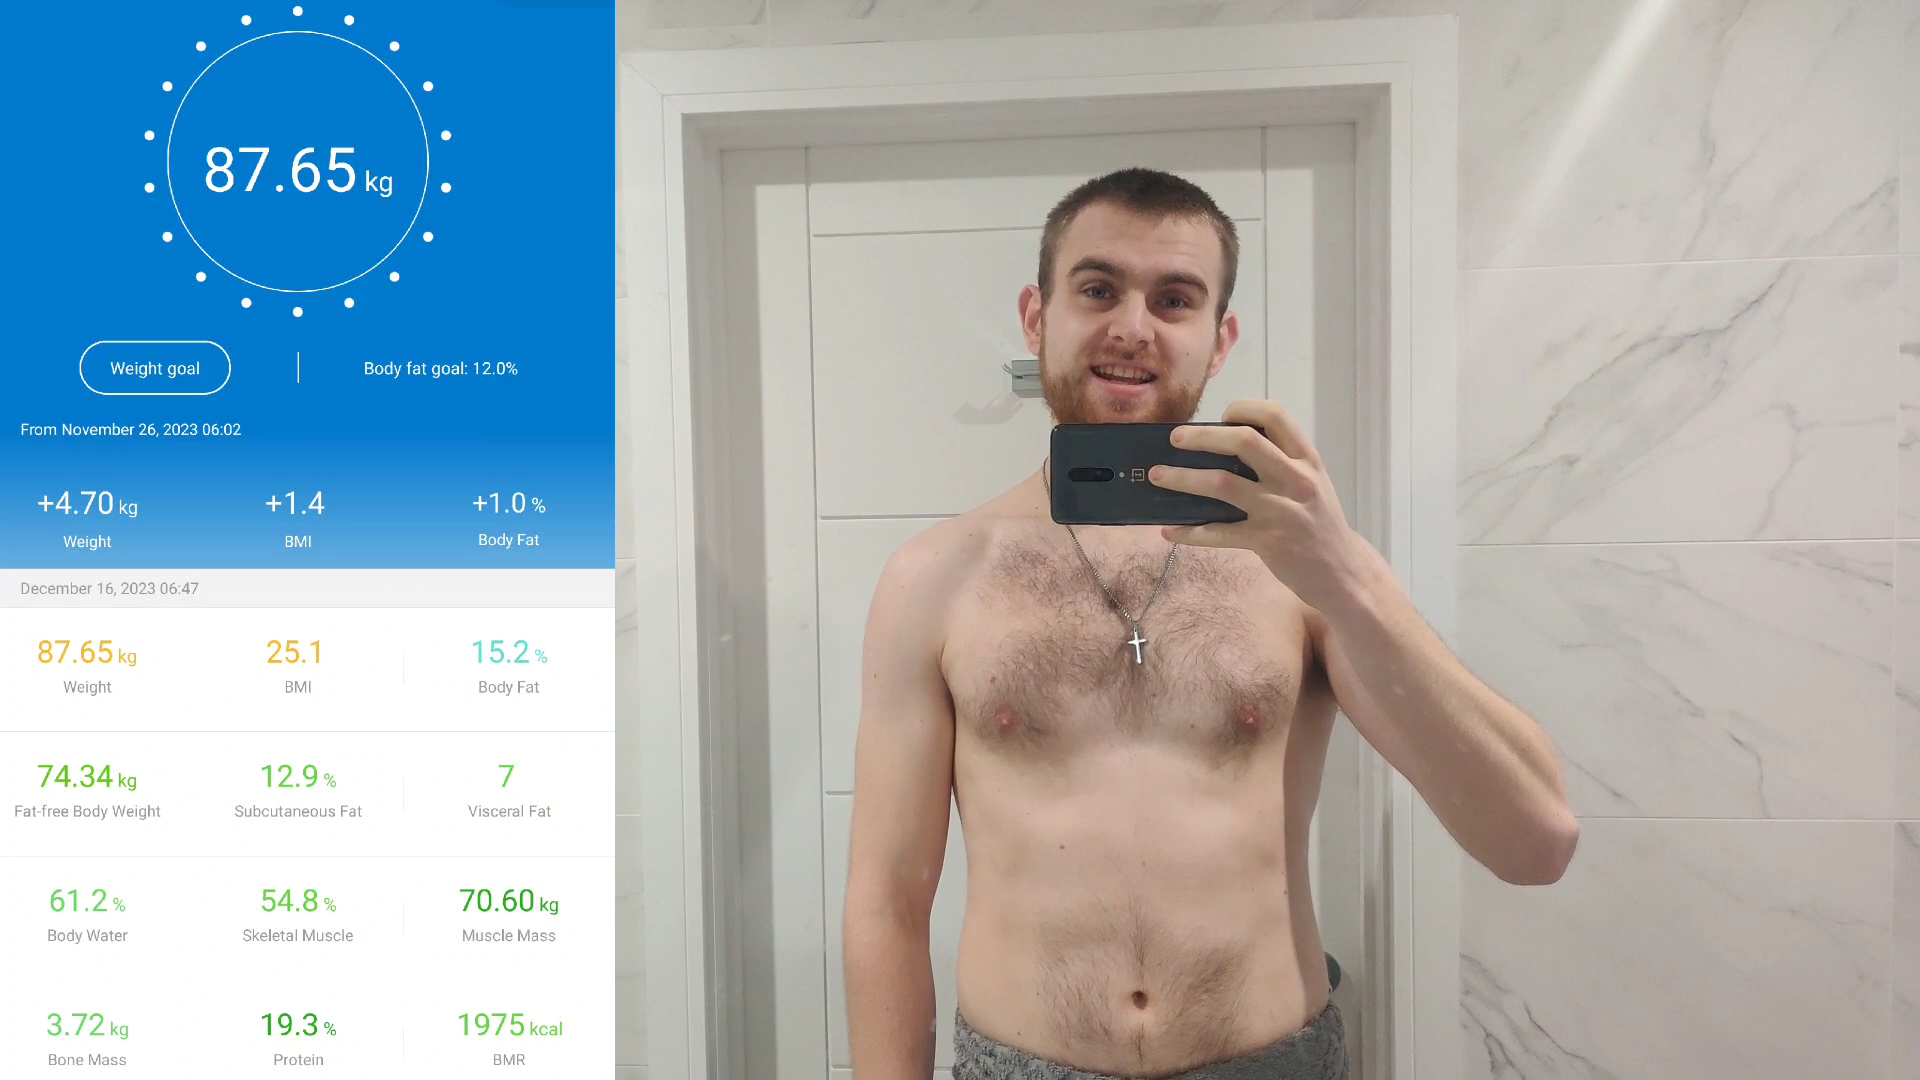 87.65 kg
Weight goal
Body fat goal: 12.0%
From November 26, 2023 06:02
+4.70 kg +1.4 +1.0 %
Weight BMI Body Fat
December 16, 2023 06:47
87.65 kg 25.1 15.2 %
Weight BMI Body Fat
74.34 kg 12.9 % 7
Fat-free Body Weight Subcutaneous Fat Visceral Fat
61.2 % 54.8 % 70.60 kg
Body Water Skeletal Muscle Muscle Mass
3.72 kg 19.3 % 1975 kcal
Bone Mass Protein BMR